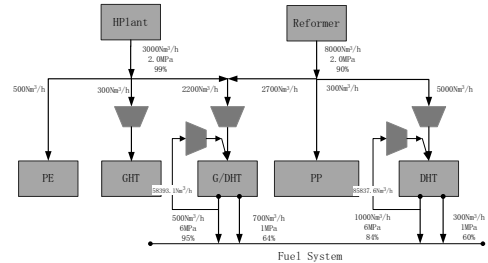 HPlant
Reformer
3000Nm³/h
2.0MPa
99%
8000Nm³/h
2.0MPa
90%
500Nm³/h
300Nm³/h
2200Nm³/h
2700Nm³/h
300Nm³/h
5000Nm³/h
PE
GHT
G/DHT
PP
DHT
58393.1Nm³/h
85837.6Nm³/h
500Nm³/h
6MPa
95%
700Nm³/h
1MPa
64%
1000Nm³/h
6MPa
84%
300Nm³/h
1MPa
60%
Fuel System